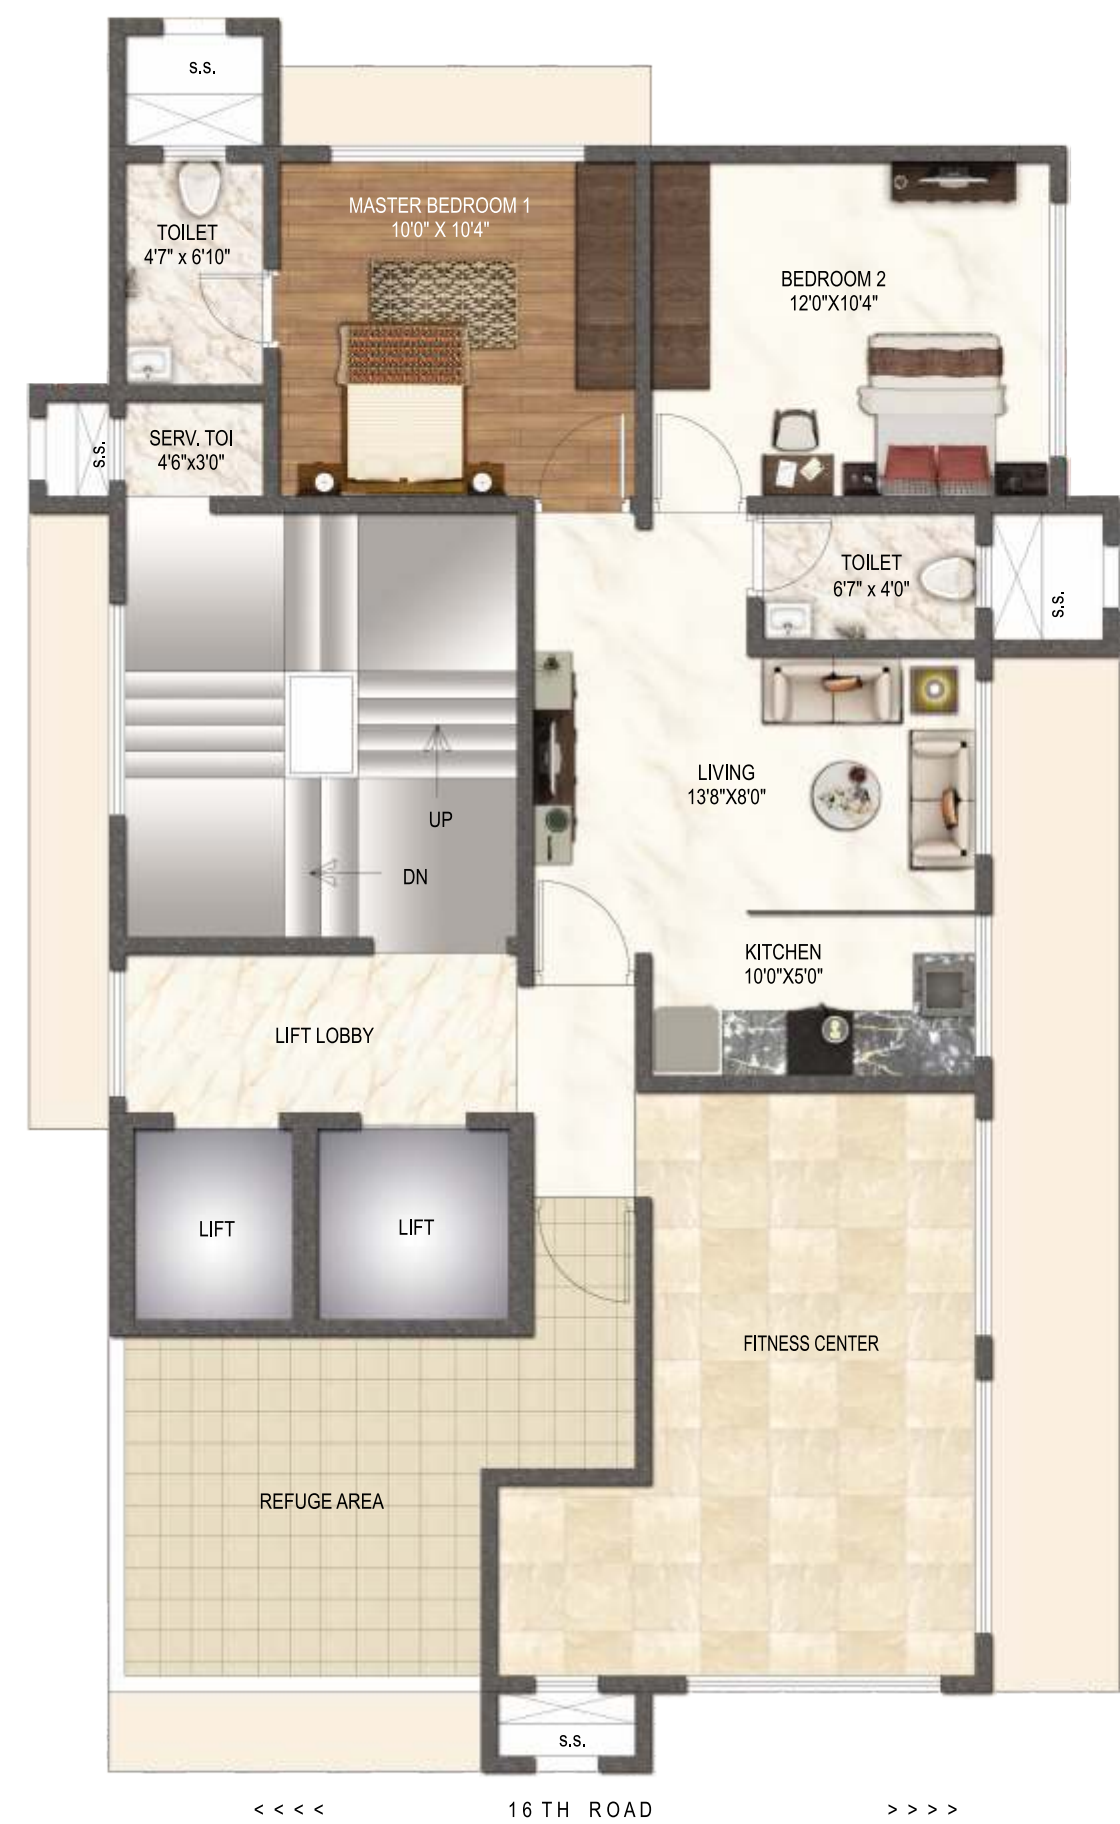 s.s.
MASTER BEDROOM 1
10'0" X 10'4"
TOILET
4'7" x 6'10"
BEDROOM 2
12'0"X10'4"
s.s.
SERV. TOI
4'6"x3'0"
TOILET
6'7" x 4'0"
s.s.
LIVING
13'8"X8'0"
UP
DN
KITCHEN
10'0"X5'0"
LIFT LOBBY
LIFT
LIFT
FITNESS CENTER
REFUGE AREA
s.s.
< < < < 16 TH ROAD > > > >